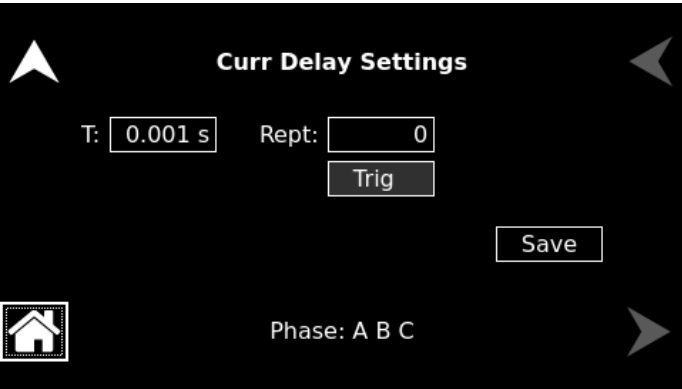 Curr Delay Settings
T: 0.001 s Rept: 0
Trig
Save
Phase: A B C